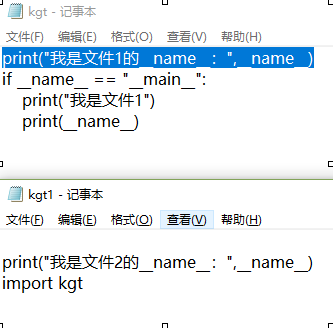 kgt - 记事本
文件(F) 编辑(E) 格式(O) 查看(V) 帮助(H)
print("我是文件1的__name__：",__name__)
if __name__ == "__main__":
print("我是文件1")
print(__name__)
kgt1 - 记事本
文件(F) 编辑(E) 格式(O) 查看(V) 帮助(H)
print("我是文件2的__name__：",__name__)
import kgt